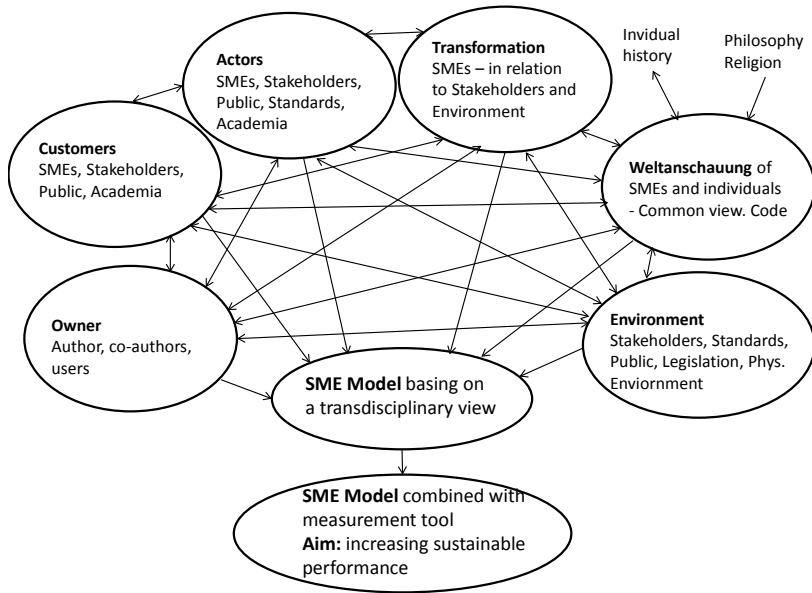 Actors
SMEs, Stakeholders,
Public, Standards,
Academia
Transformation
SMEs – in relation
to Stakeholders and
Environment
Invidual
history
Philosophy
Religion
Customers
SMEs, Stakeholders,
Public, Academia
Weltanschauung of
SMEs and individuals
- Common view. Code
Owner
Author, co-authors,
users
Environment
Stakeholders, Standards,
Public, Legislation, Phys.
Enviornment
SME Model basing on
a transdisciplinary view
SME Model combined with
measurement tool
Aim: increasing sustainable
performance